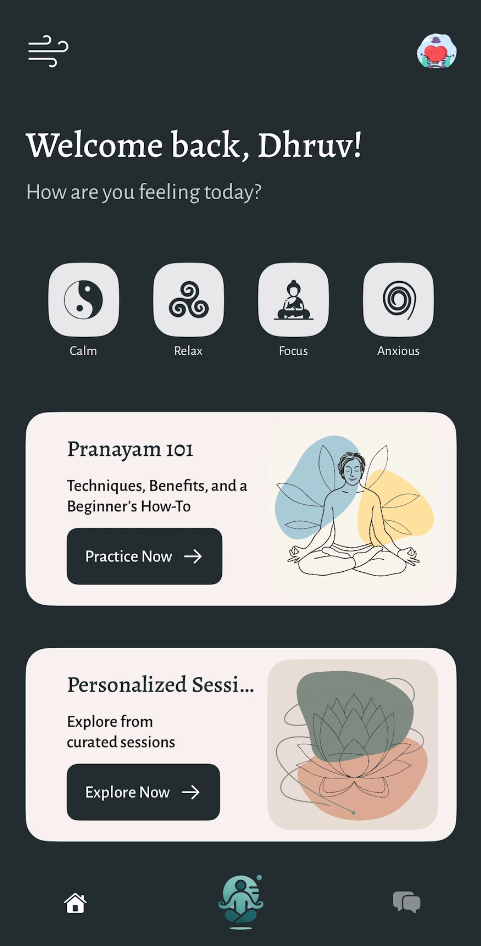 Welcome back, Dhruv!
How are you feeling today?
Calm
Relax
Focus
Anxious
Pranayam 101
Techniques, Benefits, and a
Beginner's How-To
Practice Now
Personalized Sessi...
Explore from
curated sessions
Explore Now